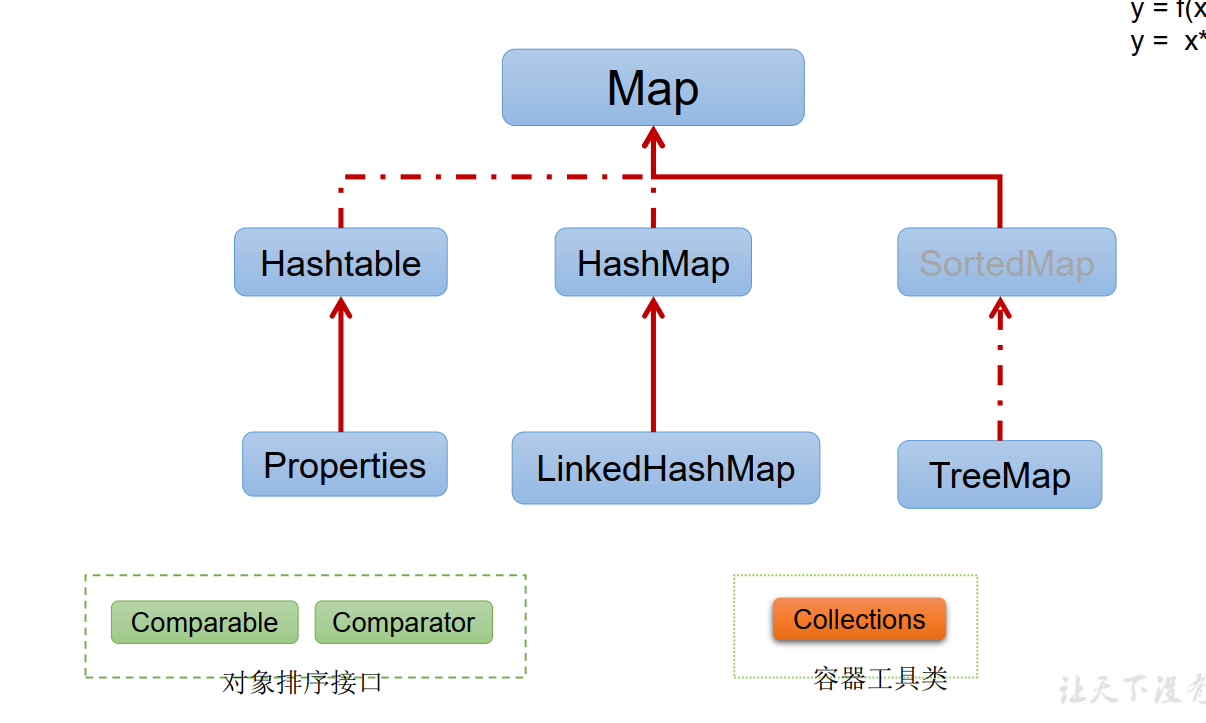 y = f(x
y = x*
Map
Hashtable
HashMap
SortedMap
Properties
LinkedHashMap
TreeMap
Comparable
Comparator
Collections
对象排序接口
容器工具类
让天下没有